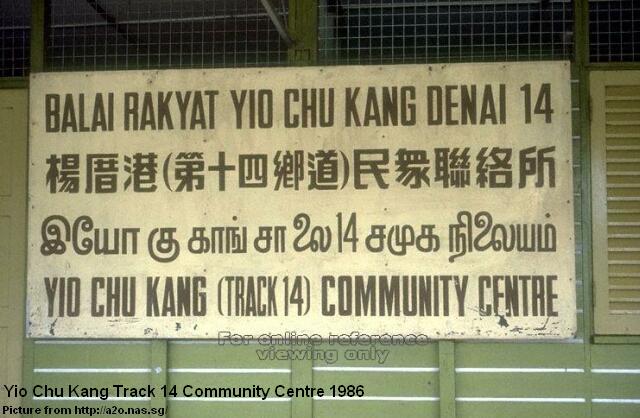 BALAI RAKYAT YIO CHU KANG DENAI 14
楊厝港(第十四鄉道)民眾聯絡所
இயோ கு காங் சாலை 14 சமுக நிலையம்
YIO CHU KANG (TRACK 14) COMMUNITY CENTRE
For online reference
viewing only
Yio Chu Kang Track 14 Community Centre 1986
Picture from http://a2o.nas.sg